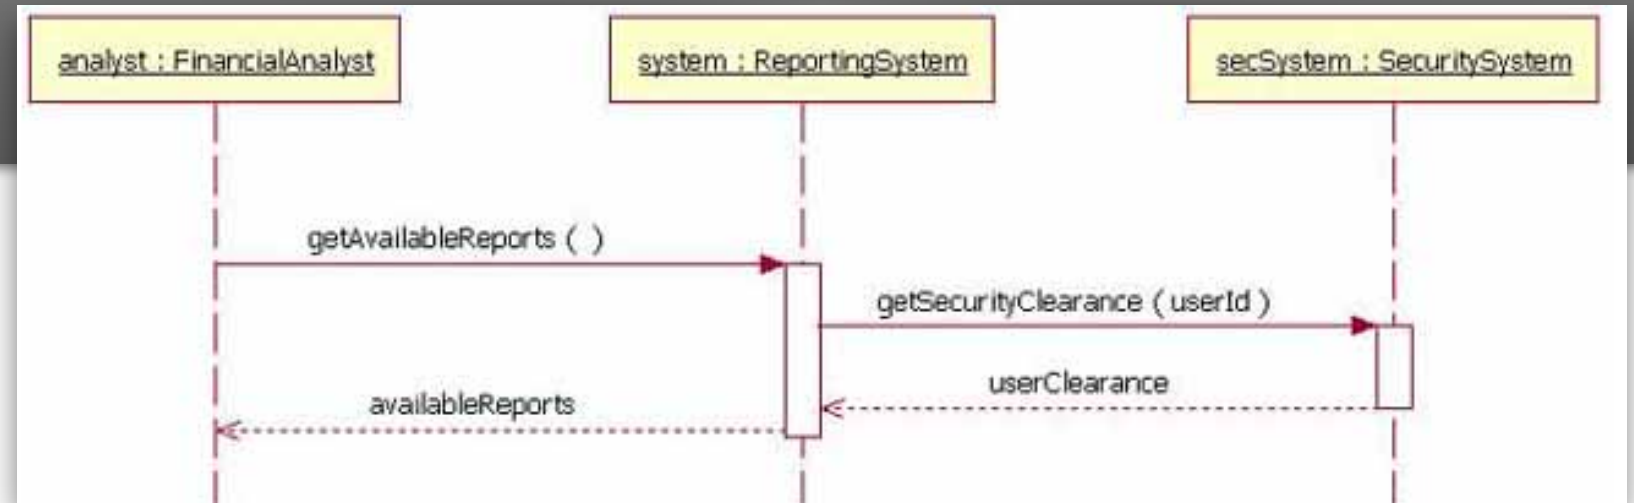 analyst : FinancialAnalyst
system : ReportingSystem
secSystem : SecuritySystem
getAvailableReports ( )
getSecurityClearance ( userId )
userClearance
availableReports